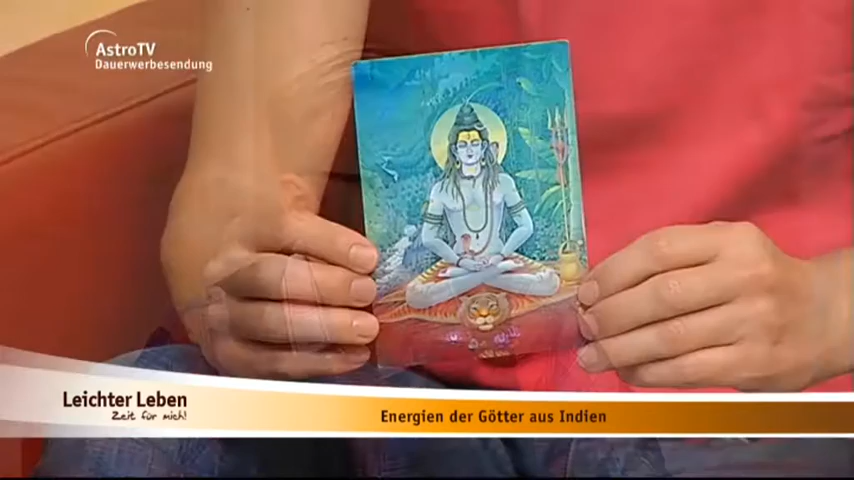 AstroTV
Dauerwerbesendung
Leichter Leben
Zeit für mich!
Energien der Götter aus Indien